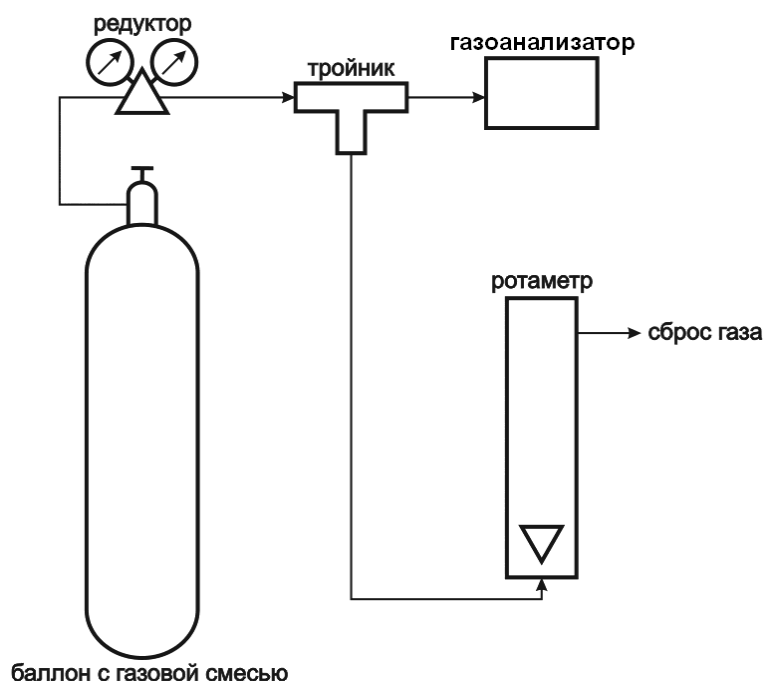 редуктор
газоанализатор
тройник
ротаметр
сброс газа
баллон с газовой смесью